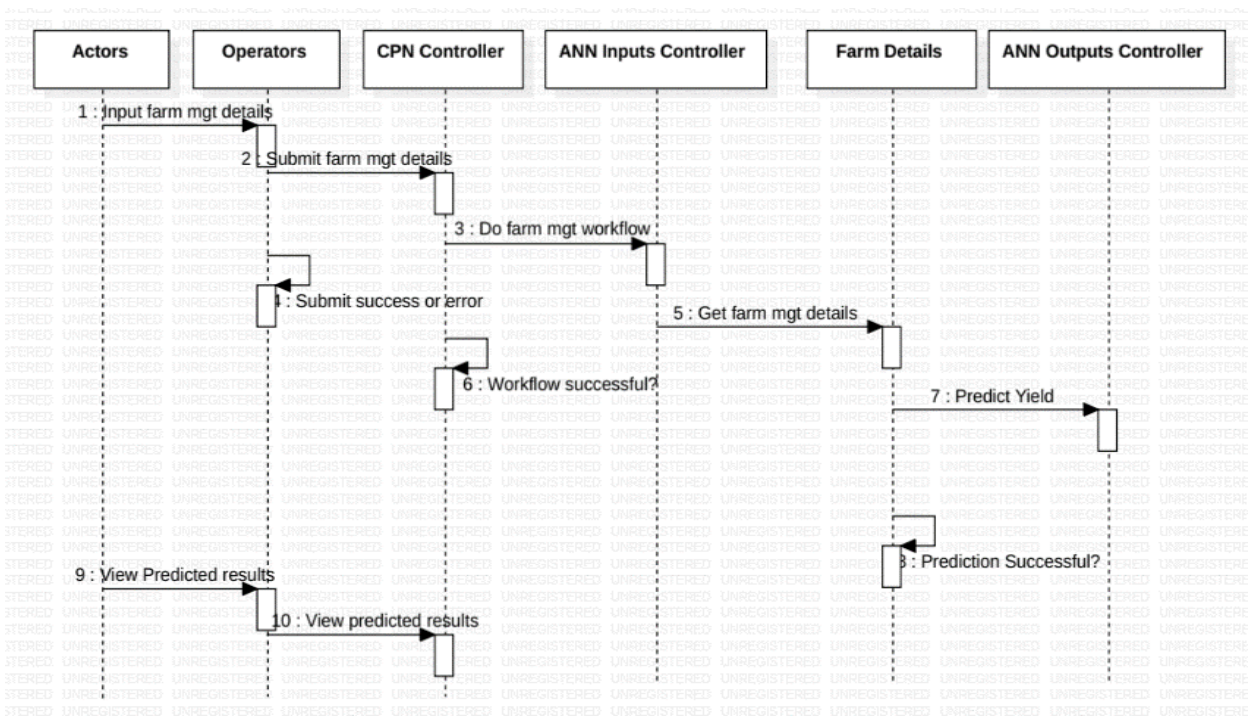 Actors
Operators
CPN Controller
ANN Inputs Controller
Farm Details
ANN Outputs Controller
1 : Input farm mgt details
2 : Submit farm mgt details
3 : Do farm mgt workflow
4 : Submit success or error
5 : Get farm mgt details
6 : Workflow successful?
7 : Predict Yield
8 : Prediction Successful?
9 : View Predicted results
10 : View predicted results
UNREGISTERED